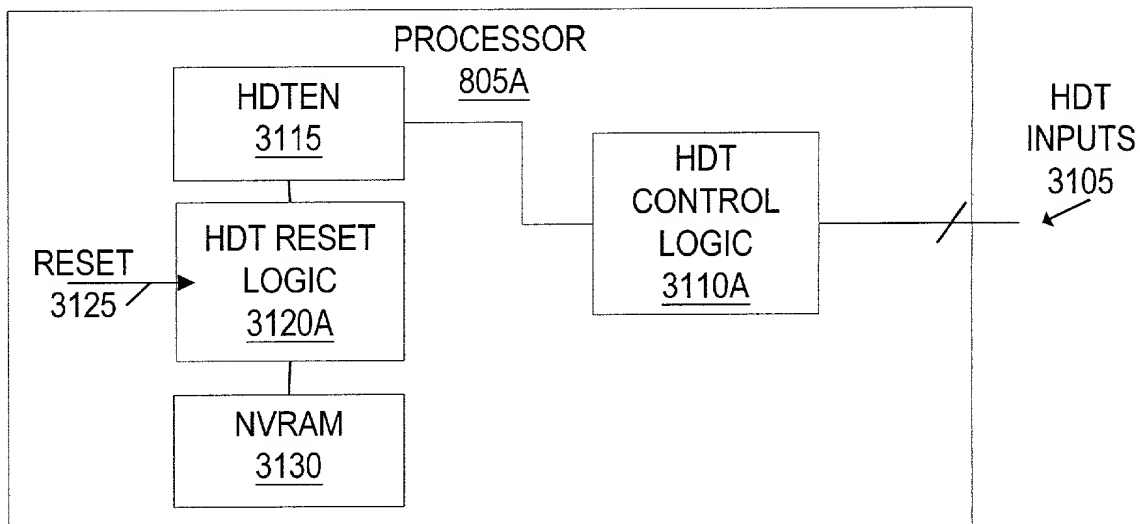 PROCESSOR
805A
HDTEN
3115
HDT RESET
LOGIC
3120A
RESET
3125
NVRAM
3130
HDT
CONTROL
LOGIC
3110A
HDT
INPUTS
3105